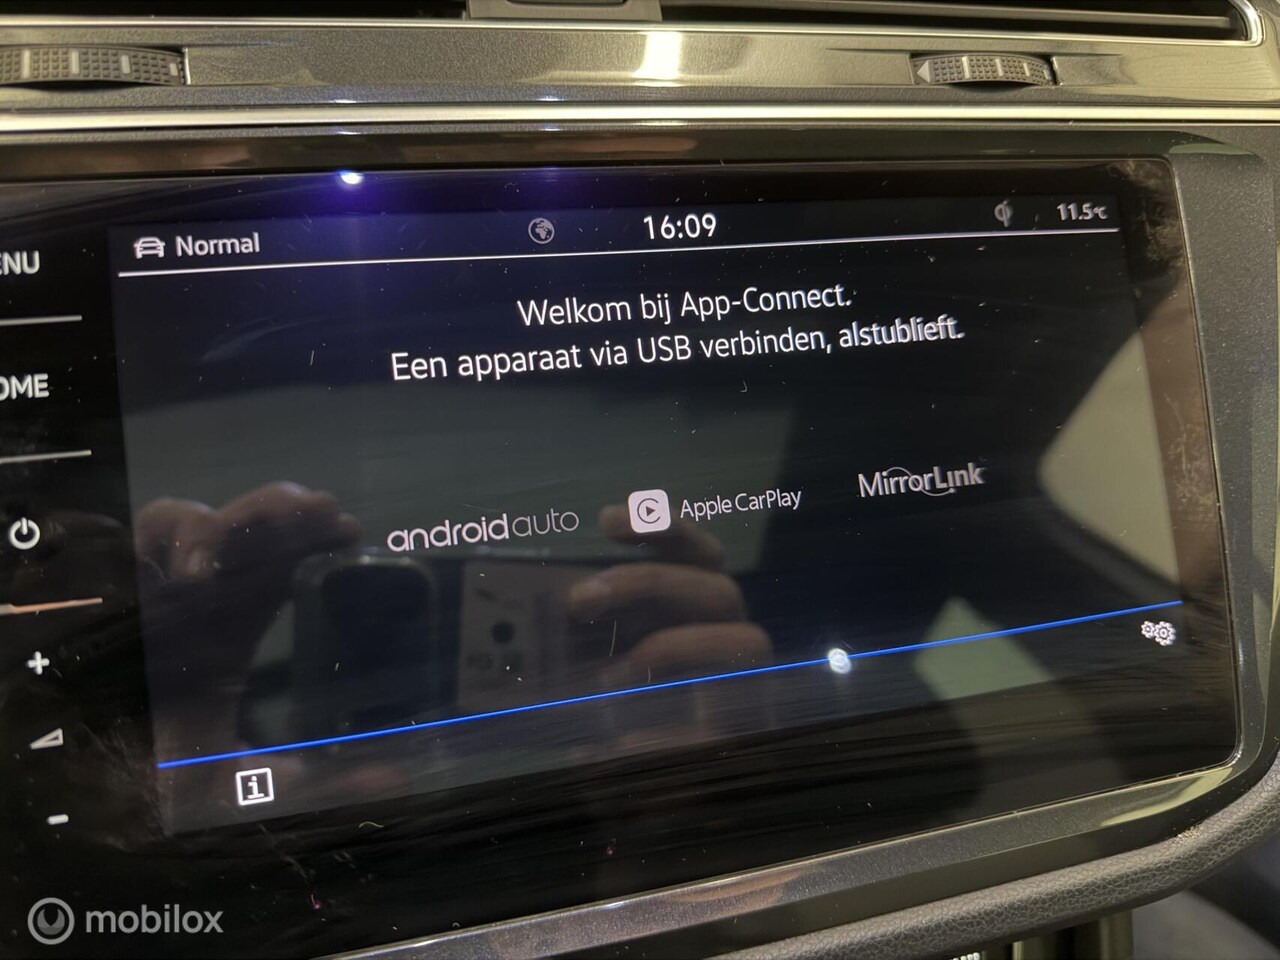 Normal
16:09
11.5°C
Welkom bij App-Connect.
Een apparaat via USB verbinden, alstublieft.
androidauto
Apple CarPlay
MirrorLink
i
ENU
OME
+
-
mobilox